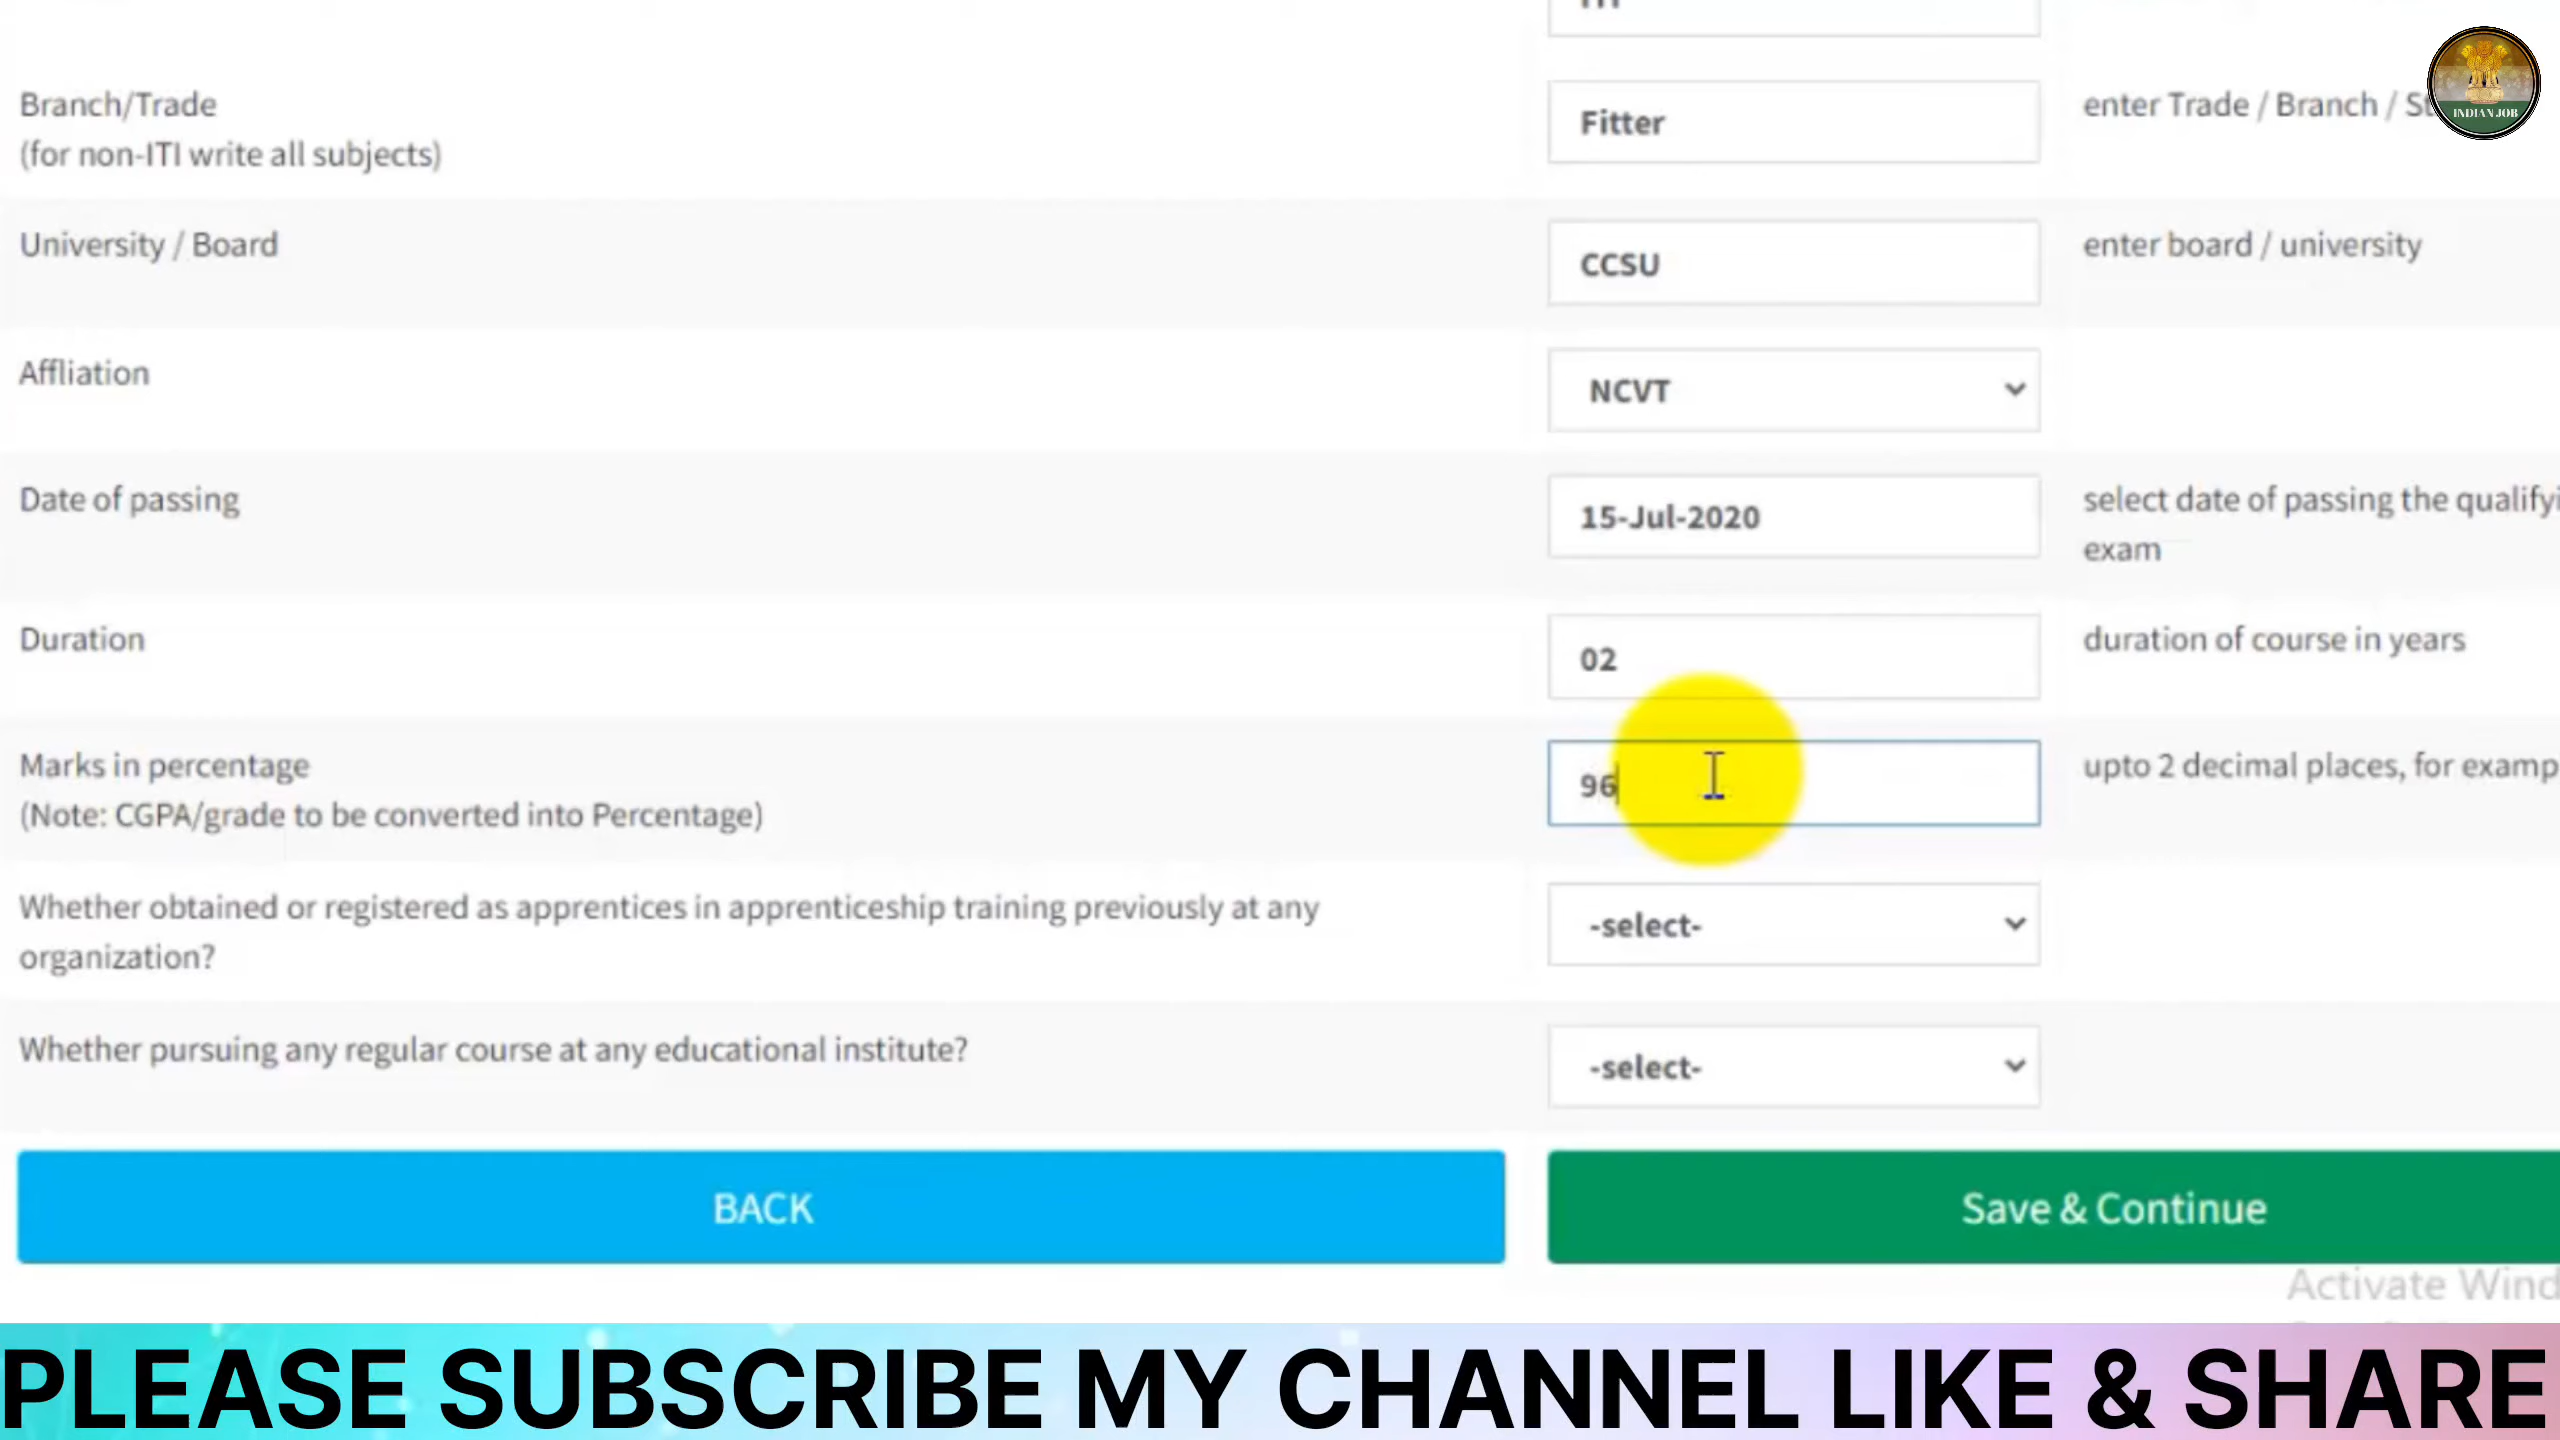 Branch/Trade
(for non-ITI write all subjects)
Fitter
enter Trade / Branch /
INDIAN JOB
University / Board
CCSU
enter board / university
Affliation
NCVT
Date of passing
15-Jul-2020
select date of passing the
exam
Duration
02
duration of course in years
Marks in percentage
(Note: CGPA/grade to be converted into Percentage)
96
upto 2 decimal places, for
Whether obtained or registered as apprentices in apprenticeship training previously at any
organization?
-select-
Whether pursuing any regular course at any educational institute?
-select-
BACK
Save & Continue
Activate
PLEASE SUBSCRIBE MY CHANNEL LIKE & SHARE